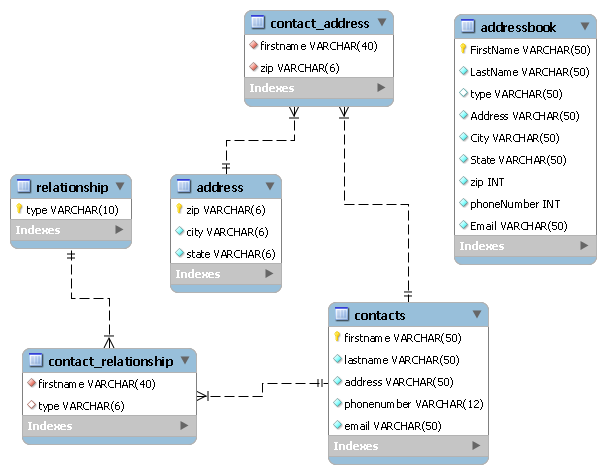 contact_address
firstname VARCHAR(40)
zip VARCHAR(6)
Indexes
addressbook
FirstName VARCHAR(50)
LastName VARCHAR(50)
type VARCHAR(50)
Address VARCHAR(50)
City VARCHAR(50)
State VARCHAR(50)
zip INT
phoneNumber INT
Email VARCHAR(50)
Indexes
relationship
type VARCHAR(10)
Indexes
address
zip VARCHAR(6)
city VARCHAR(6)
state VARCHAR(6)
Indexes
contact_relationship
firstname VARCHAR(40)
type VARCHAR(6)
Indexes
contacts
firstname VARCHAR(50)
lastname VARCHAR(50)
address VARCHAR(50)
phonenumber VARCHAR(12)
email VARCHAR(50)
Indexes